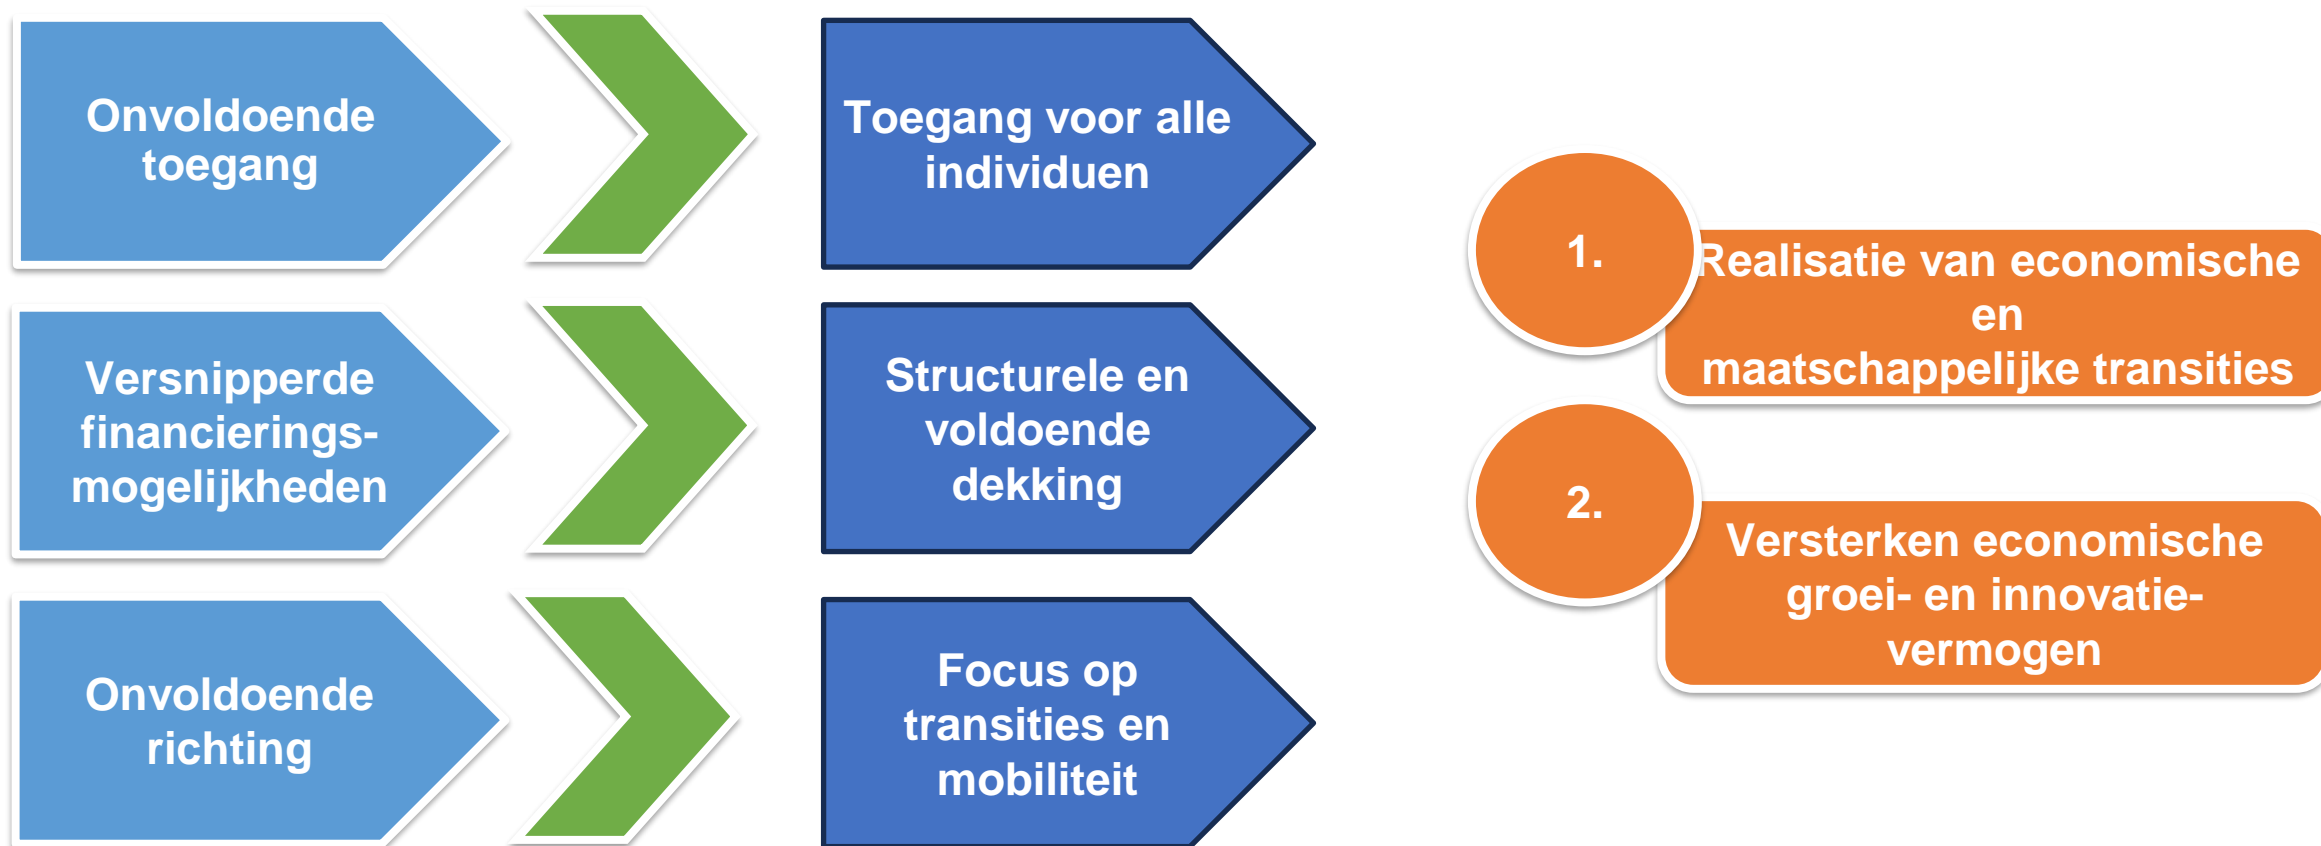 Onvoldoende
toegang
Toegang voor alle
individuen
Versnipperde
financierings-
mogelijkheden
Structurele en
voldoende
dekking
Onvoldoende
richting
Focus op
transities en
mobiliteit
1.
Realisatie van economische
en
maatschappelijke transities
2.
Versterken economische
groei- en innovatie-
vermogen